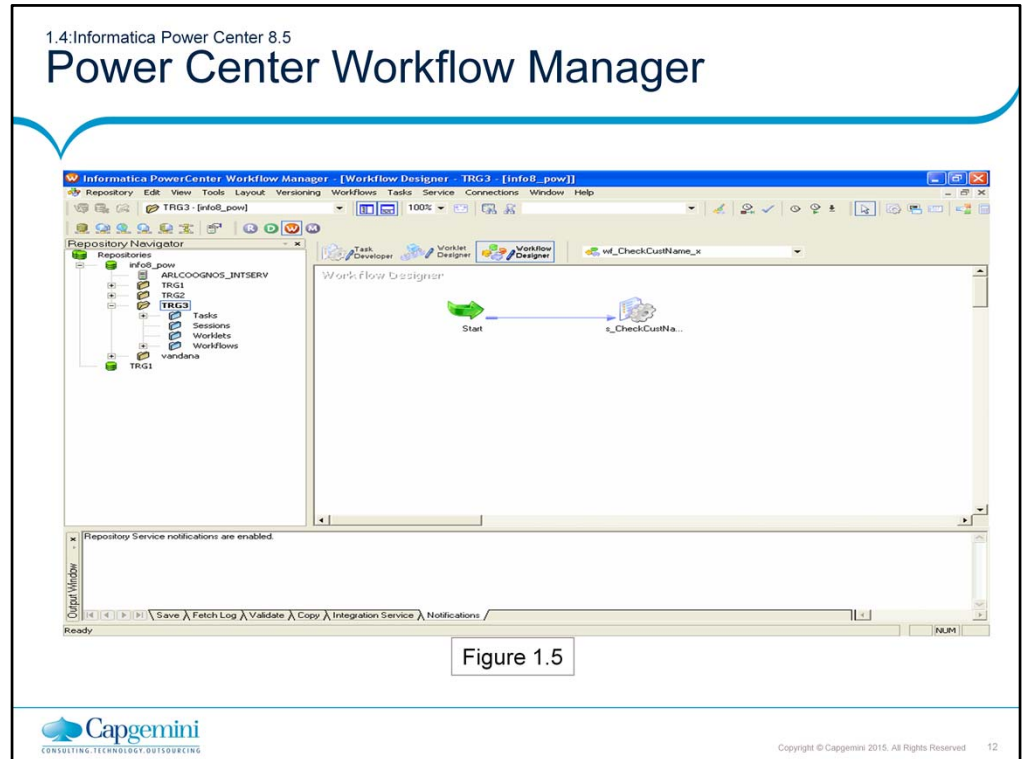 1.4:Informatica Power Center 8.5
Power Center Workflow Manager
Informatica PowerCenter Workflow Manager - [Workflow Designer - TRG3 - [info8_pow]]
Repository Edit View Tools Layout Versioning Workflows Tasks Service Connections Window Help
TRG3 - [info8_pow] 100%
R D W M
Repository Navigator
Task Developer Worklet Designer Workflow Designer wf_CheckCustName_x
Repositories
info8_pow
ARLCOOGNOS_INTSERV
TRG1
TRG2
TRG3
Tasks
Sessions
Worklets
Workflows
vandana
TRG1
Workflow Designer
Start s_CheckCustNa...
Output Window
Repository Service notifications are enabled.
Save Fetch Log Validate Copy Integration Service Notifications
Ready NUM
Figure 1.5
Capgemini
CONSULTING.TECHNOLOGY.OUTSOURCING
Copyright © Capgemini 2015. All Rights Reserved 12